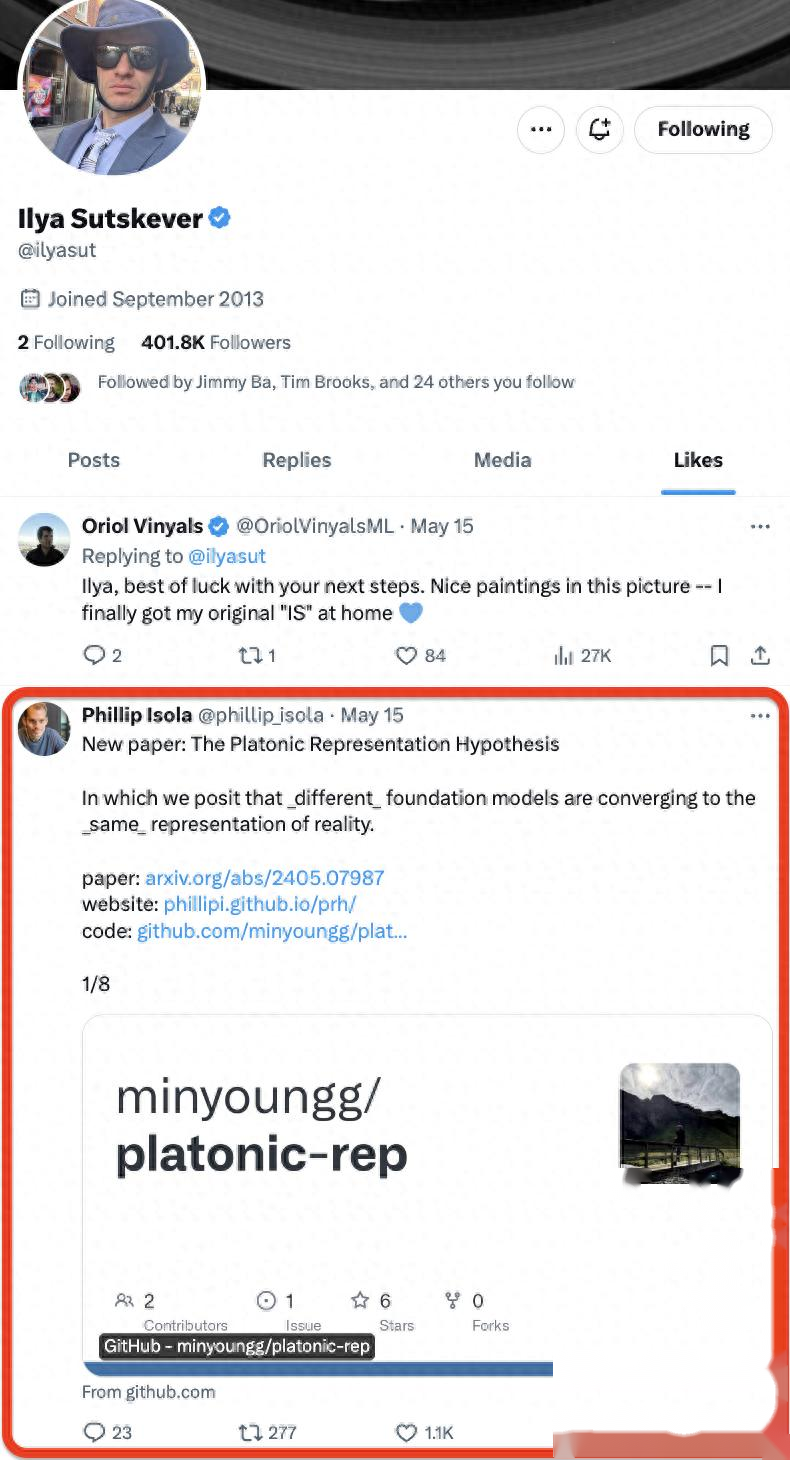 Following
Ilya Sutskever
@ilyasut
Joined September 2013
2 Following 401.8K Followers
Followed by Jimmy Ba, Tim Brooks, and 24 others you follow
Posts Replies Media Likes
Oriol Vinyals @OriolVinyalsML · May 15
Replying to @ilyasut
Ilya, best of luck with your next steps. Nice paintings in this picture -- I
finally got my original "IS" at home 💙
2 1 84 27K
Phillip Isola @phillip_isola · May 15
New paper: The Platonic Representation Hypothesis
In which we posit that _different_ foundation models are converging to the
_same_ representation of reality.
paper: arxiv.org/abs/2405.07987
website: phillipi.github.io/prh/
code: github.com/minyoungg/plat...
1/8
minyoungg/
platonic-rep
2 1 6 0
Contributors Issue Stars Forks
GitHub - minyoungg/platonic-rep
From github.com
23 277 1.1K